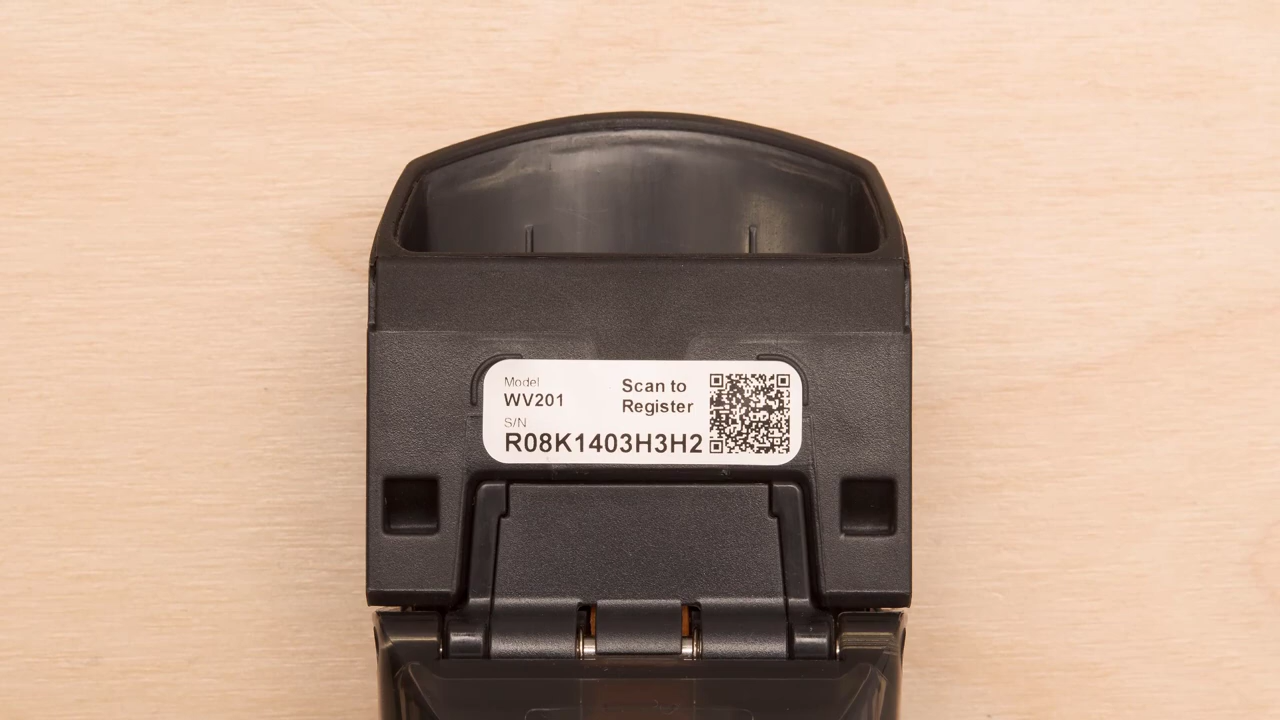 Model
WV201
S/N
R08K1403H3H2
Scan to
Register